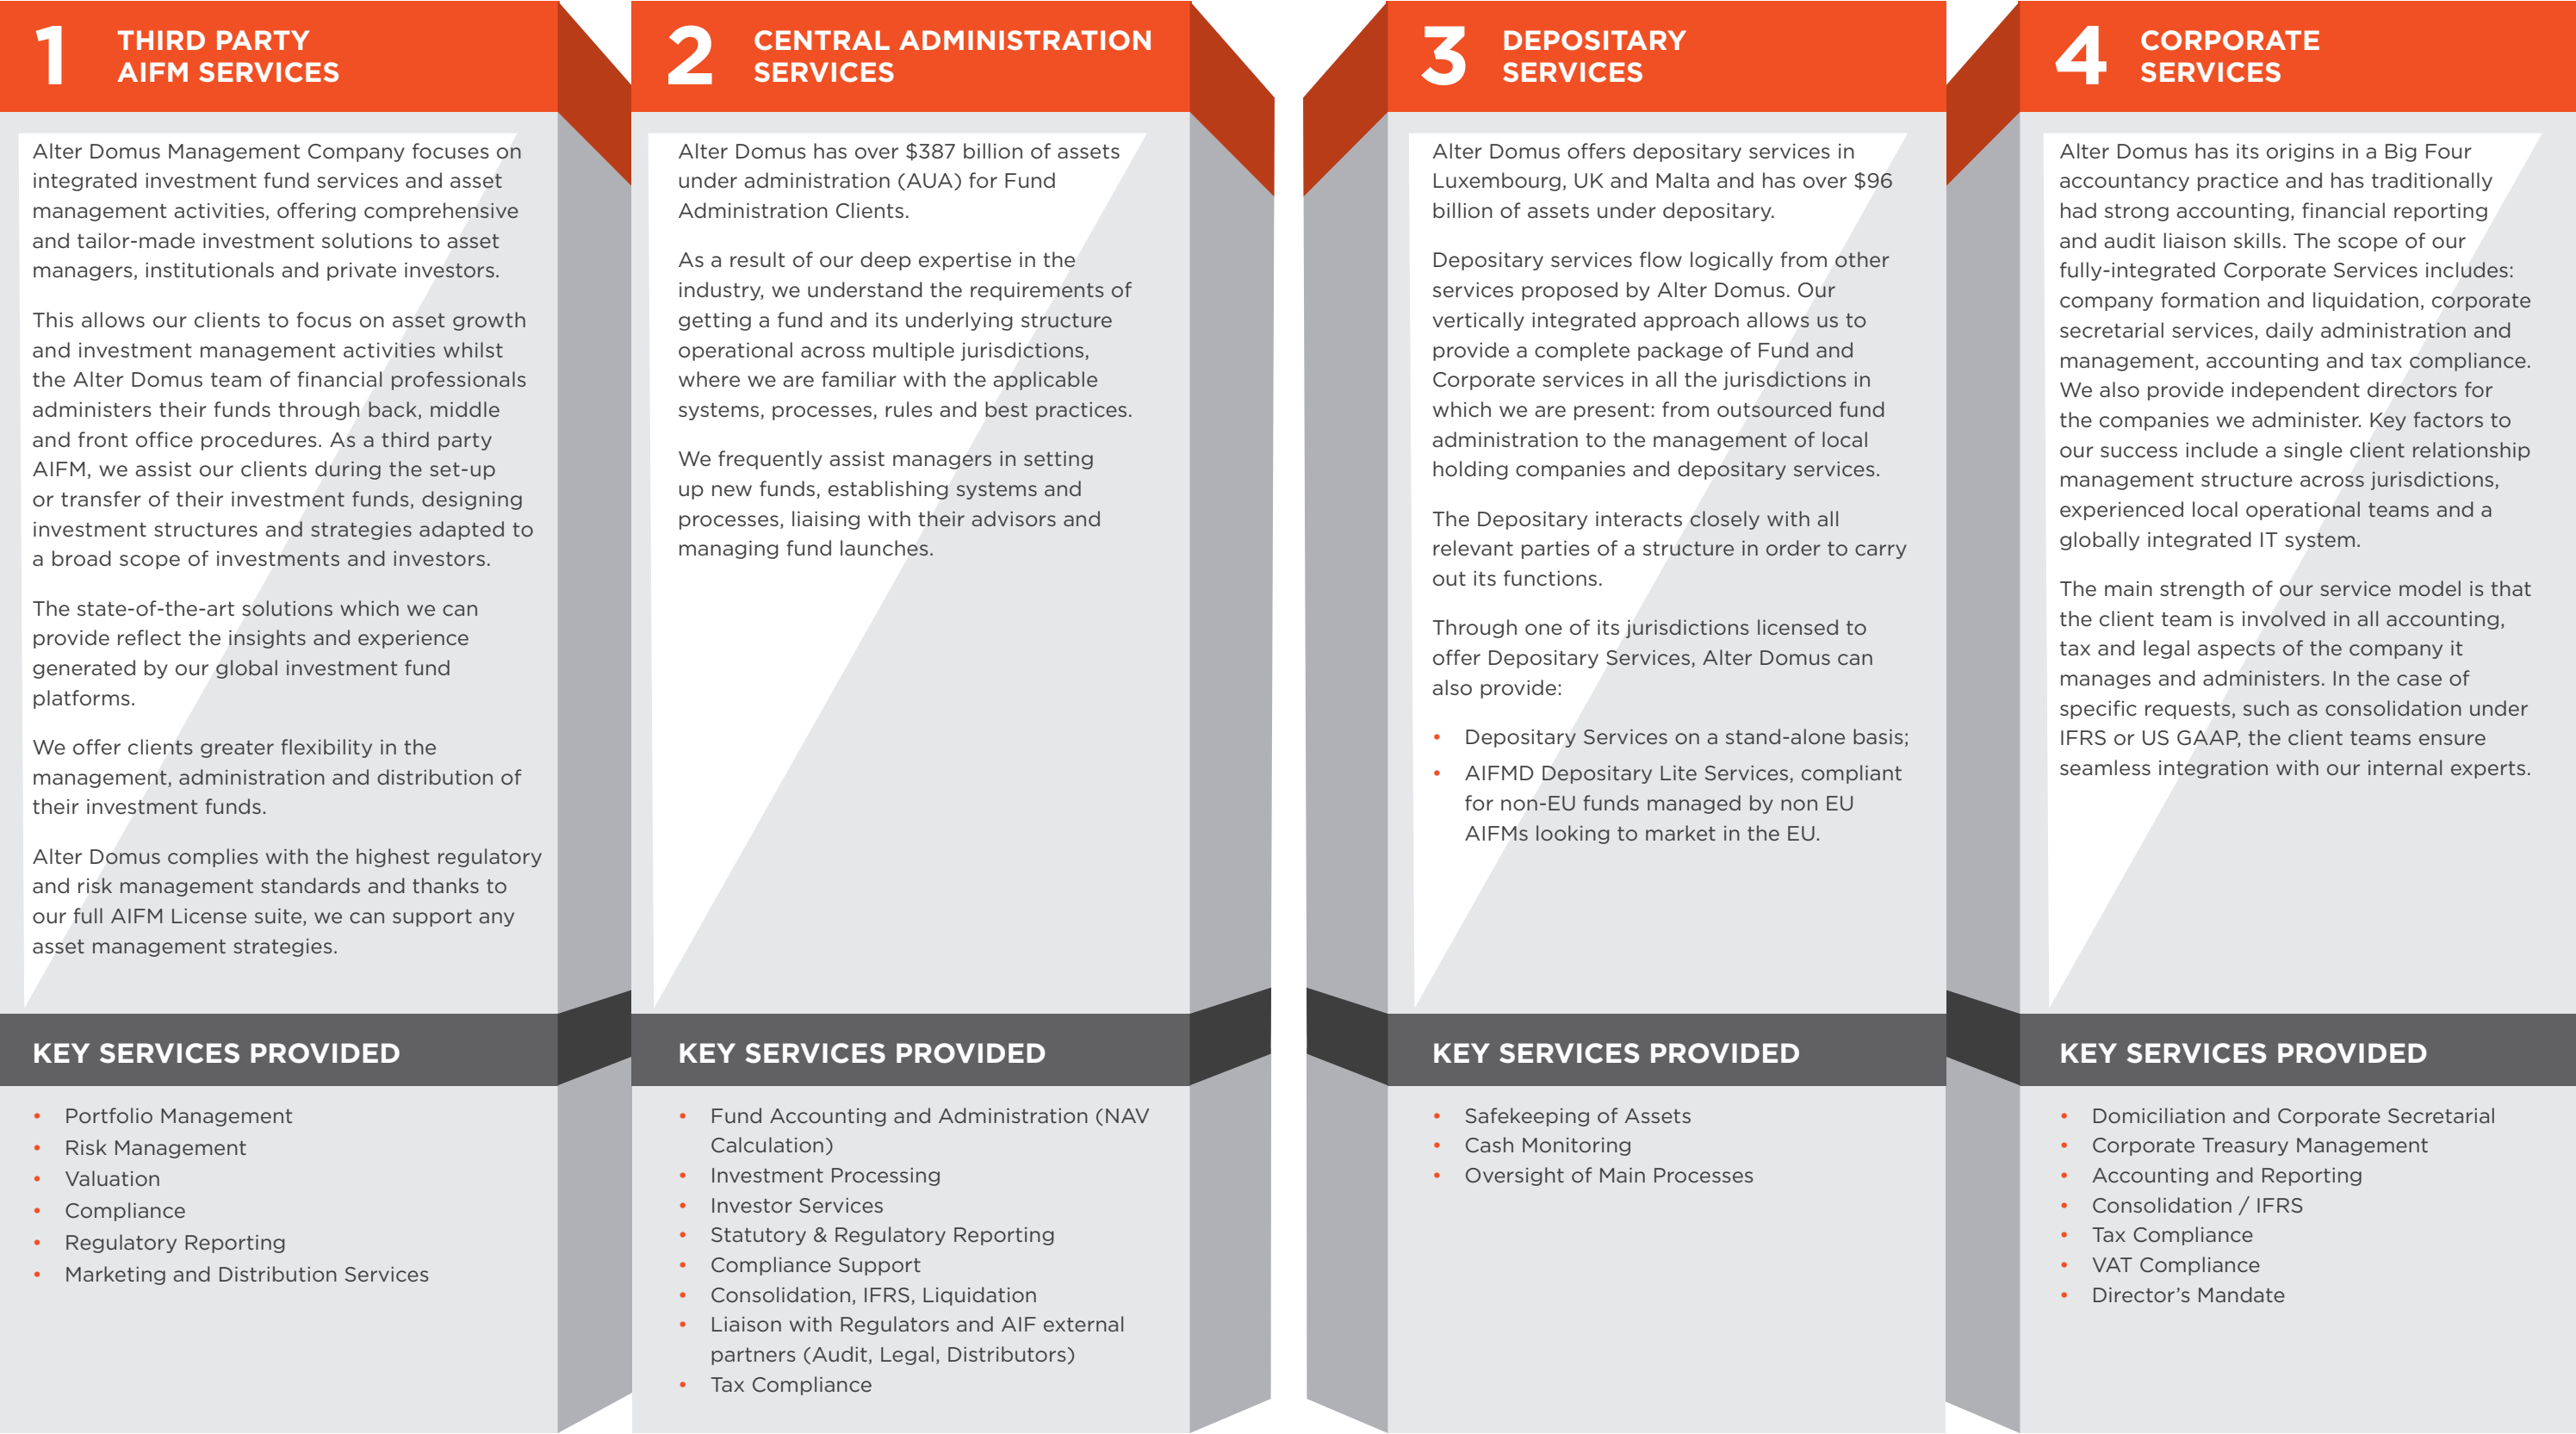 1
THIRD PARTY
AIFM SERVICES
Alter Domus Management Company focuses on
integrated investment fund services and asset
management activities, offering comprehensive
and tailor-made investment solutions to asset
managers, institutionals and private investors.
This allows our clients to focus on asset growth
and investment management activities whilst
the Alter Domus team of financial professionals
administers their funds through back, middle
and front office procedures. As a third party
AIFM, we assist our clients during the set-up
or transfer of their investment funds, designing
investment structures and strategies adapted to
a broad scope of investments and investors.
The state-of-the-art solutions which we can
provide reflect the insights and experience
generated by our global investment fund
platforms.
We offer clients greater flexibility in the
management, administration and distribution of
their investment funds.
Alter Domus complies with the highest regulatory
and risk management standards and thanks to
our full AIFM License suite, we can support any
asset management strategies.
KEY SERVICES PROVIDED
• Portfolio Management
• Risk Management
• Valuation
• Compliance
• Regulatory Reporting
• Marketing and Distribution Services
2
CENTRAL ADMINISTRATION
SERVICES
Alter Domus has over $387 billion of assets
under administration (AUA) for Fund
Administration Clients.
As a result of our deep expertise in the
industry, we understand the requirements of
getting a fund and its underlying structure
operational across multiple jurisdictions,
where we are familiar with the applicable
systems, processes, rules and best practices.
We frequently assist managers in setting
up new funds, establishing systems and
processes, liaising with their advisors and
managing fund launches.
KEY SERVICES PROVIDED
• Fund Accounting and Administration (NAV
Calculation)
• Investment Processing
• Investor Services
• Statutory & Regulatory Reporting
• Compliance Support
• Consolidation, IFRS, Liquidation
• Liaison with Regulators and AIF external
partners (Audit, Legal, Distributors)
• Tax Compliance
3
DEPOSITARY
SERVICES
Alter Domus offers depositary services in
Luxembourg, UK and Malta and has over $96
billion of assets under depositary.
Depositary services flow logically from other
services proposed by Alter Domus. Our
vertically integrated approach allows us to
provide a complete package of Fund and
Corporate services in all the jurisdictions in
which we are present: from outsourced fund
administration to the management of local
holding companies and depositary services.
The Depositary interacts closely with all
relevant parties of a structure in order to carry
out its functions.
Through one of its jurisdictions licensed to
offer Depositary Services, Alter Domus can
also provide:
• Depositary Services on a stand-alone basis;
• AIFMD Depositary Lite Services, compliant
for non-EU funds managed by non EU
AIFMs looking to market in the EU.
KEY SERVICES PROVIDED
• Safekeeping of Assets
• Cash Monitoring
• Oversight of Main Processes
4
CORPORATE
SERVICES
Alter Domus has its origins in a Big Four
accountancy practice and has traditionally
had strong accounting, financial reporting
and audit liaison skills. The scope of our
fully-integrated Corporate Services includes:
company formation and liquidation, corporate
secretarial services, daily administration and
management, accounting and tax compliance.
We also provide independent directors for
the companies we administer. Key factors to
our success include a single client relationship
management structure across jurisdictions,
experienced local operational teams and a
globally integrated IT system.
The main strength of our service model is that
the client team is involved in all accounting,
tax and legal aspects of the company it
manages and administers. In the case of
specific requests, such as consolidation under
IFRS or US GAAP, the client teams ensure
seamless integration with our internal experts.
KEY SERVICES PROVIDED
• Domiciliation and Corporate Secretarial
• Corporate Treasury Management
• Accounting and Reporting
• Consolidation / IFRS
• Tax Compliance
• VAT Compliance
• Director’s Mandate